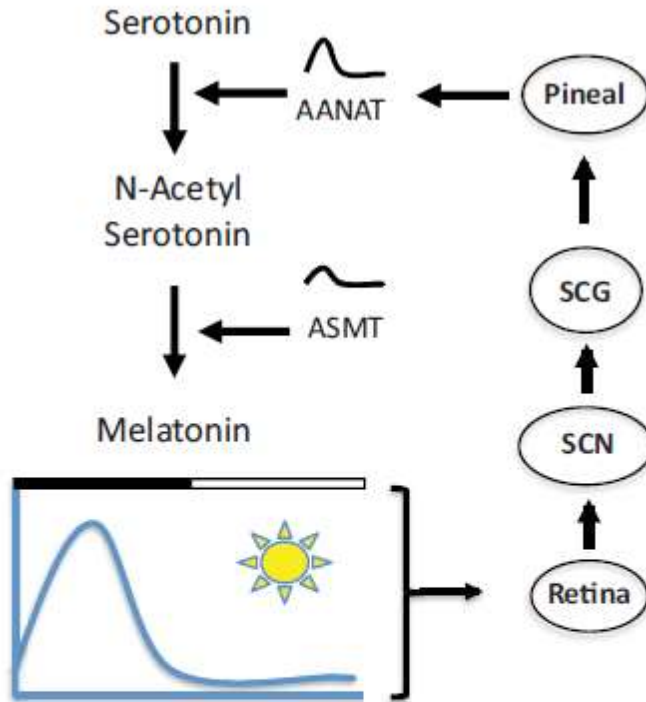 Serotonin
AANAT
Pineal
N-Acetyl
Serotonin
SCG
ASMT
Melatonin
SCN
Retina